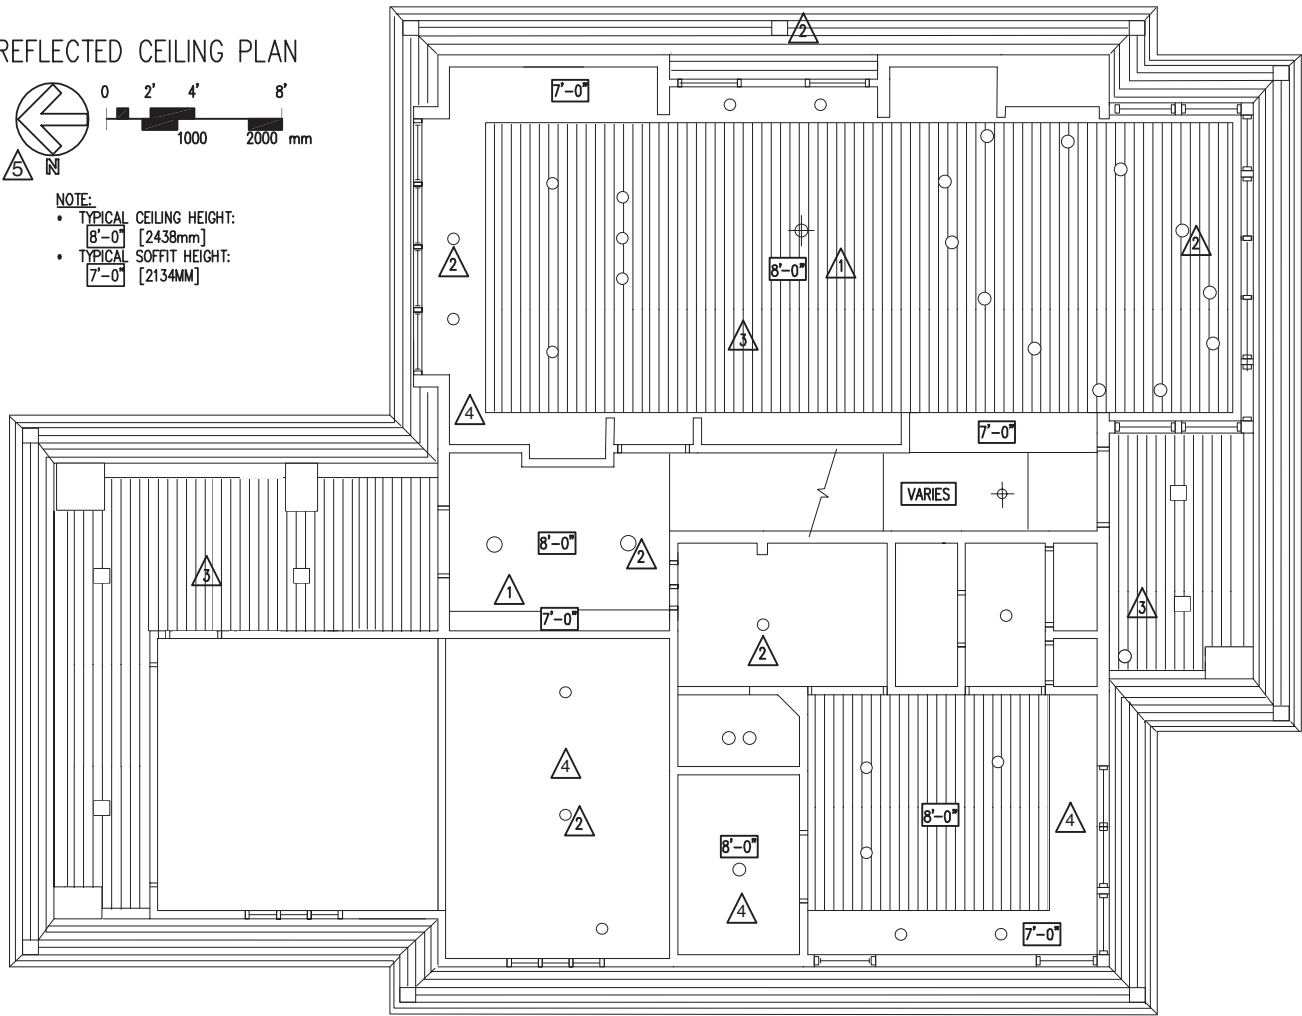 REFLECTED CEILING PLAN
0 2' 4' 8'
1000 2000 mm
5
N
NOTE:
• TYPICAL CEILING HEIGHT:
8'-0" [2438mm]
• TYPICAL SOFFIT HEIGHT:
7'-0" [2134MM]
2
7'-0"
2
2
8'-0" 1
3
4
7'-0"
VARIES
8'-0" 2
1
3
3
7'-0"
2
4
2
8'-0"
4
8'-0"
4
7'-0"